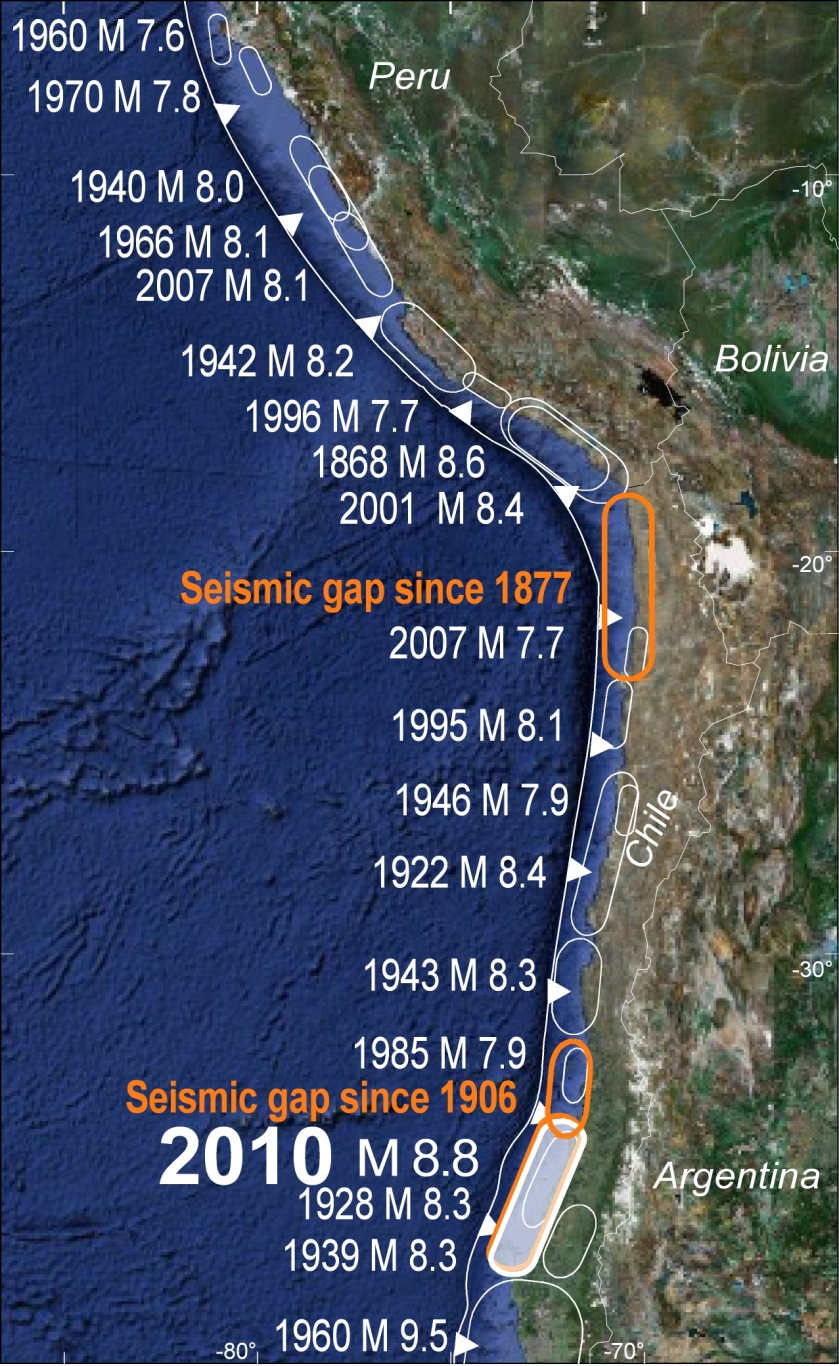 1960 M 7.6
Peru
1970 M 7.8
1940 M 8.0
-10°
1966 M 8.1
2007 M 8.1
1942 M 8.2
Bolivia
1996 M 7.7
1868 M 8.6
2001 M 8.4
-20°
Seismic gap since 1877
2007 M 7.7
1995 M 8.1
1946 M 7.9
Chile
1922 M 8.4
1943 M 8.3
-30°
1985 M 7.9
Seismic gap since 1906
2010 M 8.8
Argentina
1928 M 8.3
1939 M 8.3
1960 M 9.5
-80°
-70°